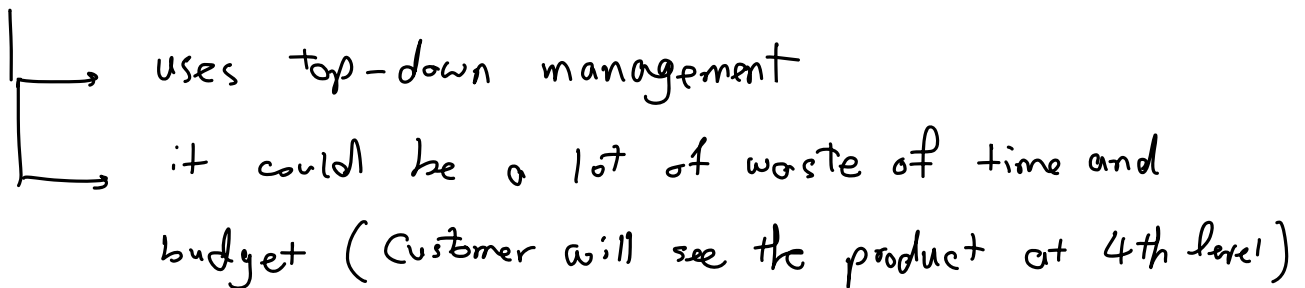 uses top-down management
it could be a lot of waste of time and
budget (Customer will see the product at 4th level)